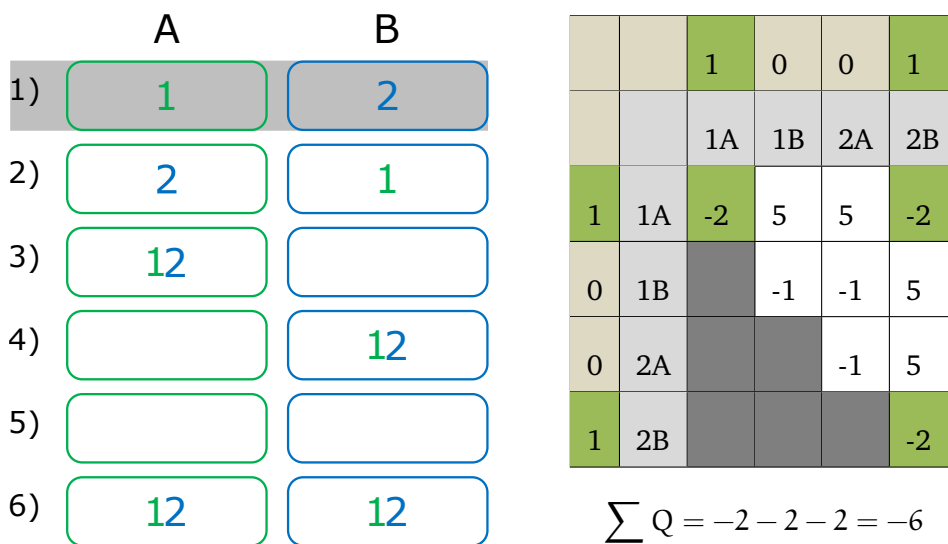 A B
1) 1 2
2) 2 1
3) 12
4) 12
5)
6) 12 12
1 0 0 1
1A 1B 2A 2B
1 1A -2 5 5 -2
0 1B -1 -1 5
0 2A -1 5
1 2B -2
∑ Q = −2 − 2 − 2 = −6